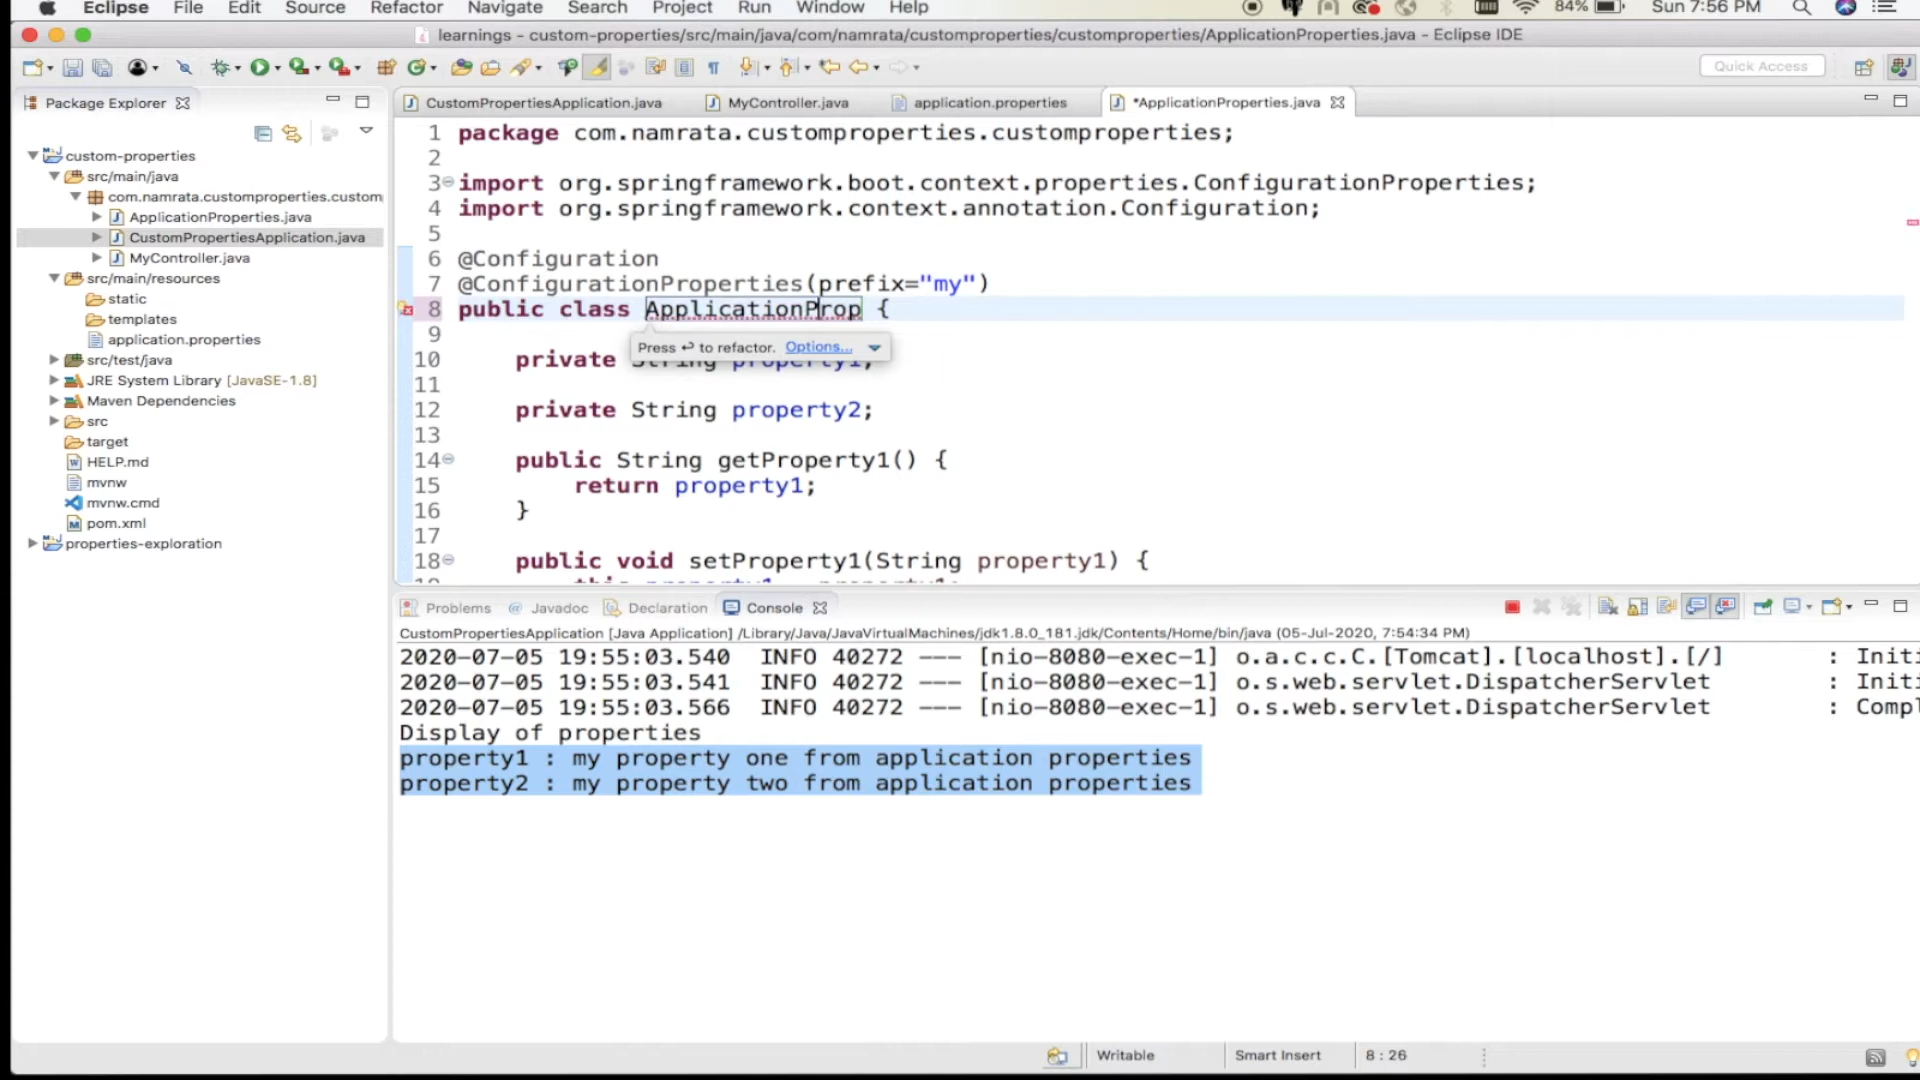 Eclipse File Edit Source Refactor Navigate Search Project Run Window Help 84% Sun 7:56 PM
learnings - custom-properties/src/main/java/com/namrata/customproperties/customproperties/ApplicationProperties.java - Eclipse IDE
Quick Access
Package Explorer
custom-properties
src/main/java
com.namrata.customproperties.custom
ApplicationProperties.java
CustomPropertiesApplication.java
MyController.java
src/main/resources
static
templates
application.properties
src/test/java
JRE System Library [JavaSE-1.8]
Maven Dependencies
src
target
HELP.md
mvnw
mvnw.cmd
pom.xml
properties-exploration
CustomPropertiesApplication.java MyController.java application.properties *ApplicationProperties.java
1 package com.namrata.customproperties.customproperties;
2
3 import org.springframework.boot.context.properties.ConfigurationProperties;
4 import org.springframework.context.annotation.Configuration;
5
6 @Configuration
7 @ConfigurationProperties(prefix="my")
8 public class ApplicationProp {
9
Press ↩ to refactor. Options...
10 private String property1;
11
12 private String property2;
13
14 public String getProperty1() {
15 return property1;
16 }
17
18 public void setProperty1(String property1) {
Problems @ Javadoc Declaration Console
CustomPropertiesApplication [Java Application] /Library/Java/JavaVirtualMachines/jdk1.8.0_181.jdk/Contents/Home/bin/java (05-Jul-2020, 7:54:34 PM)
2020-07-05 19:55:03.540 INFO 40272 --- [nio-8080-exec-1] o.a.c.c.C.[Tomcat].[localhost].[/] : Initi
2020-07-05 19:55:03.541 INFO 40272 --- [nio-8080-exec-1] o.s.web.servlet.DispatcherServlet : Initi
2020-07-05 19:55:03.566 INFO 40272 --- [nio-8080-exec-1] o.s.web.servlet.DispatcherServlet : Compl
Display of properties
property1 : my property one from application properties
property2 : my property two from application properties
Writable Smart Insert 8 : 26